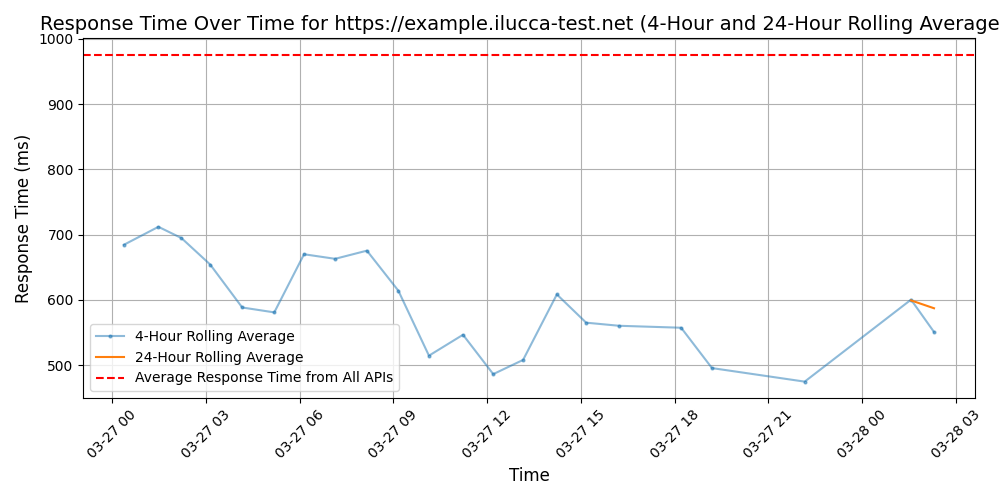 Response Time Over Time for https://example.ilucca-test.net (4-Hour and 24-Hour Rolling Average
Response Time (ms)
1000
900
800
700
600
500
4-Hour Rolling Average
24-Hour Rolling Average
Average Response Time from All APIs
03-27 00
03-27 03
03-27 06
03-27 09
03-27 12
03-27 15
03-27 18
03-27 21
03-28 00
03-28 03
Time